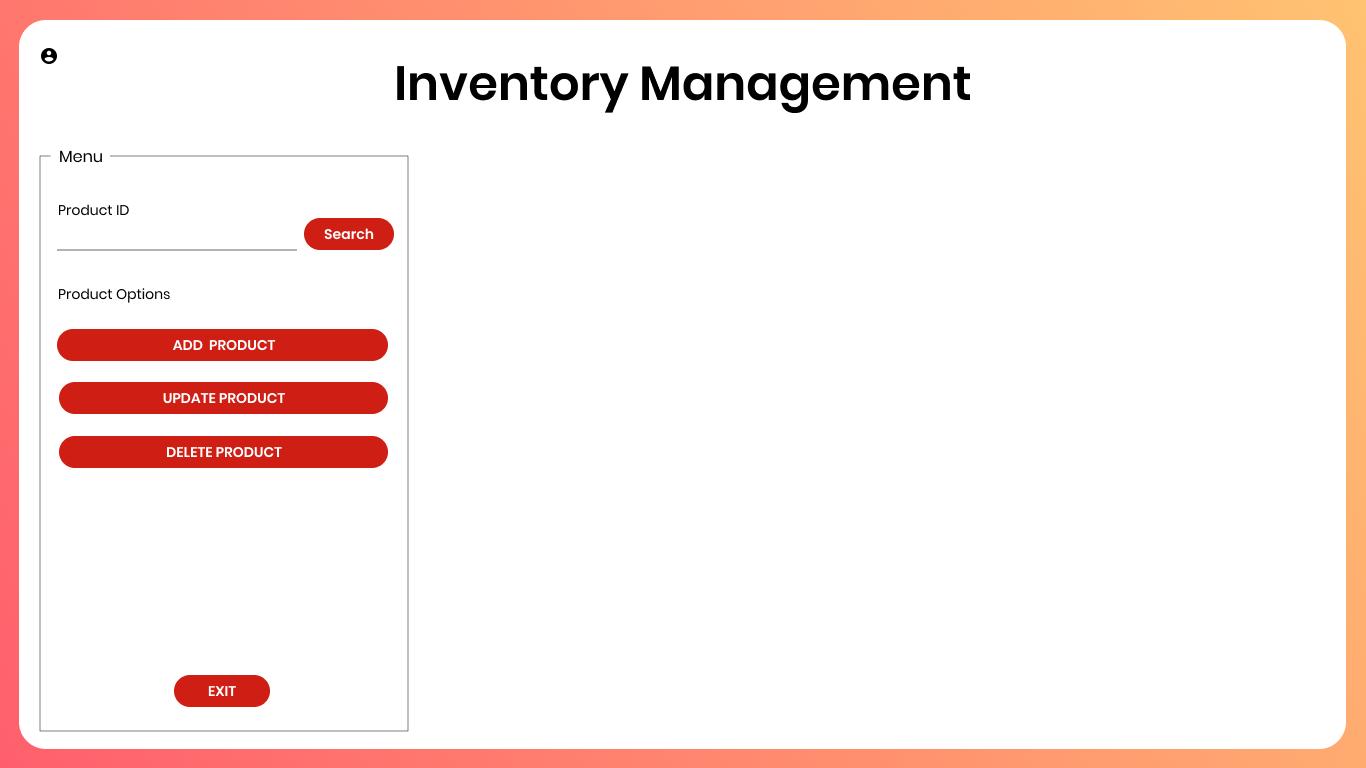 Inventory Management
Menu
Product ID
Search
Product Options
ADD  PRODUCT
UPDATE PRODUCT
DELETE PRODUCT
EXIT